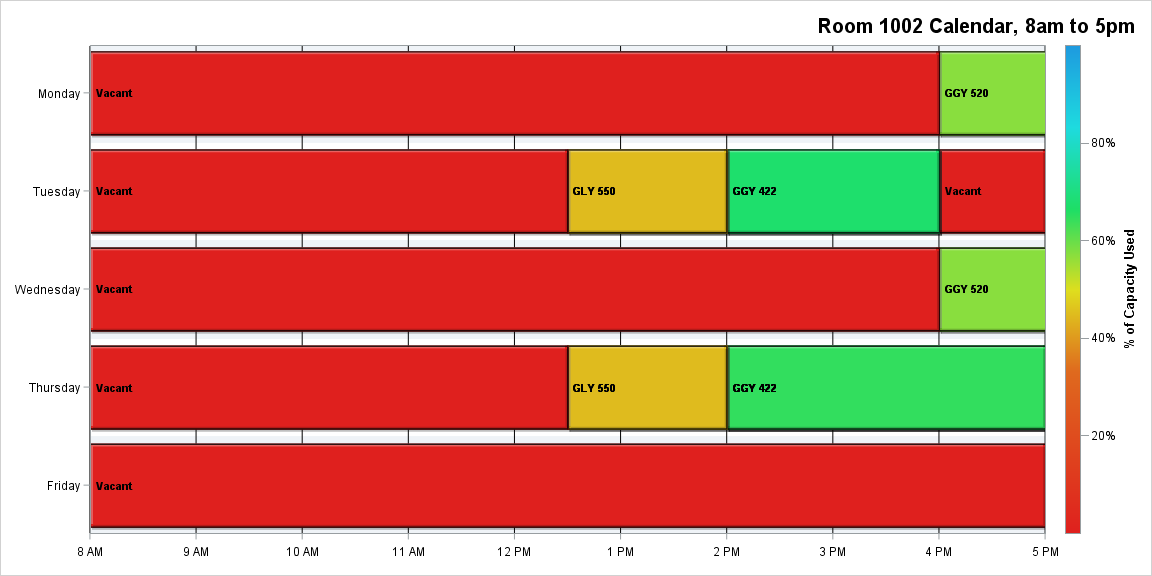 Room 1002 Calendar, 8am to 5pm
Monday
Vacant
GGY 520
Tuesday
Vacant
GLY 550
GGY 422
Vacant
Wednesday
Vacant
GGY 520
Thursday
Vacant
GLY 550
GGY 422
Friday
Vacant
8 AM
9 AM
10 AM
11 AM
12 PM
1 PM
2 PM
3 PM
4 PM
5 PM
80%
60%
40%
20%
% of Capacity Used